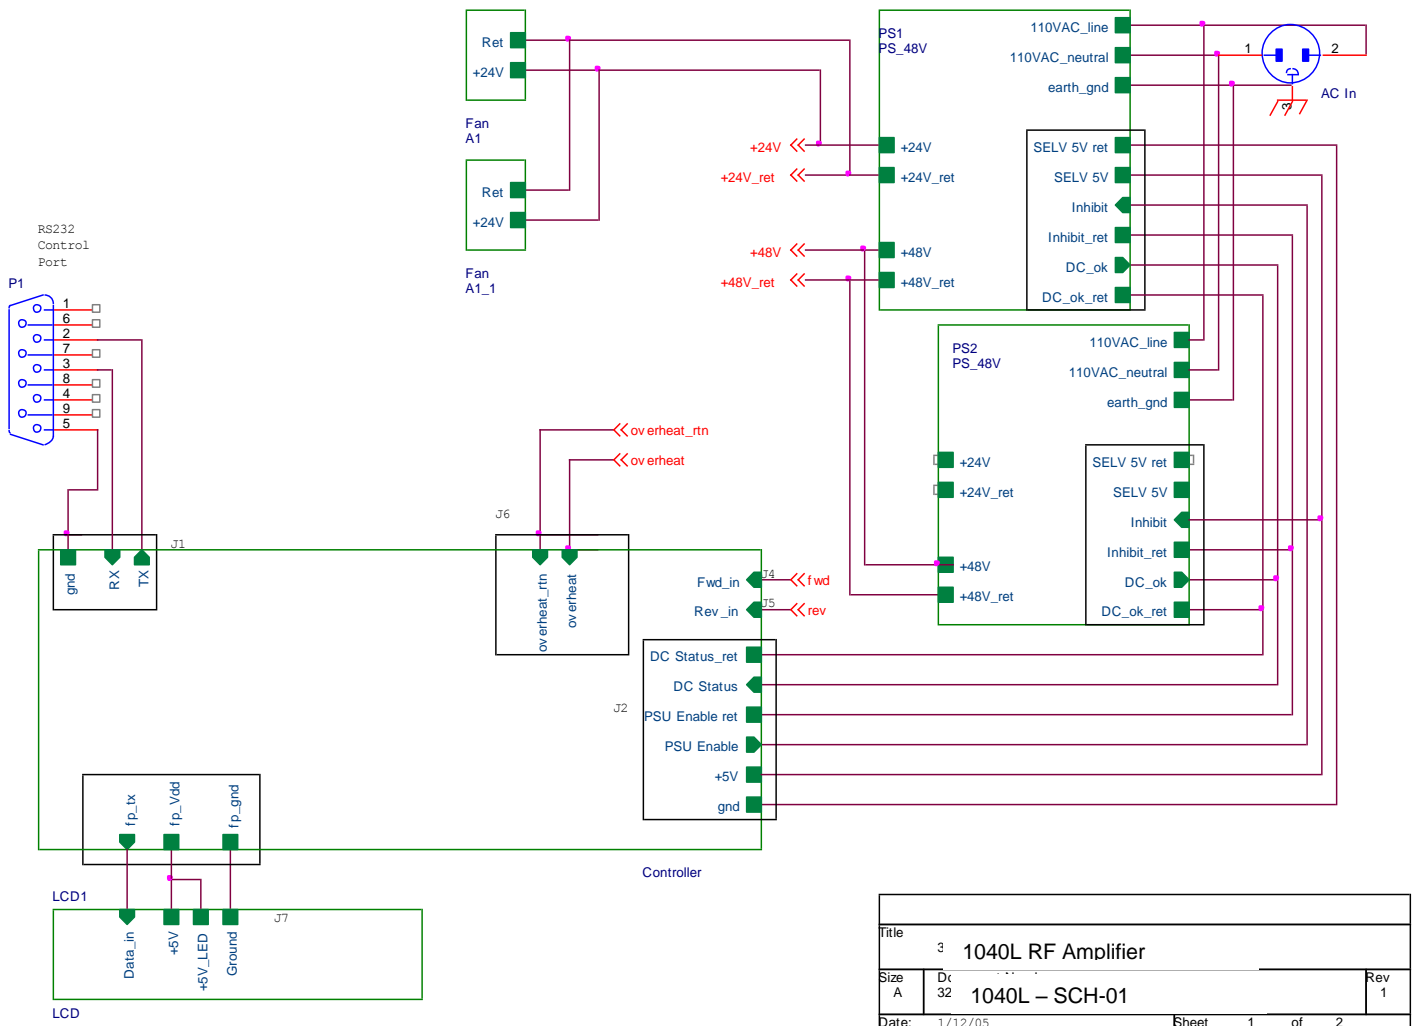 Ret
+24V
Fan
A1
Ret
+24V
Fan
A1_1
PS1
PS_48V
110VAC_line
110VAC_neutral
earth_gnd
1
2
3
AC In
+24V
+24V_ret
+48V
+48V_ret
+24V
+24V_ret
+48V
+48V_ret
SELV 5V ret
SELV 5V
Inhibit
Inhibit_ret
DC_ok
DC_ok_ret
PS2
PS_48V
110VAC_line
110VAC_neutral
earth_gnd
+24V
+24V_ret
+48V
+48V_ret
SELV 5V ret
SELV 5V
Inhibit
Inhibit_ret
DC_ok
DC_ok_ret
RS232
Control
Port
P1
1
6
2
7
3
8
4
9
5
overheat_rtn
overheat
J1
gnd
RX
TX
J6
overheat_rtn
overheat
Fwd_in
J4
fwd
Rev_in
J5
rev
J2
DC Status_ret
DC Status
PSU Enable ret
PSU Enable
+5V
gnd
Controller
fp_tx
fp_Vdd
fp_gnd
LCD1
J7
Data_in
+5V
+5V_LED
Ground
LCD
Title
1040L RF Amplifier
Size
A
32
1040L – SCH-01
Rev
1
Date:
1/12/05
Sheet 1 of 2